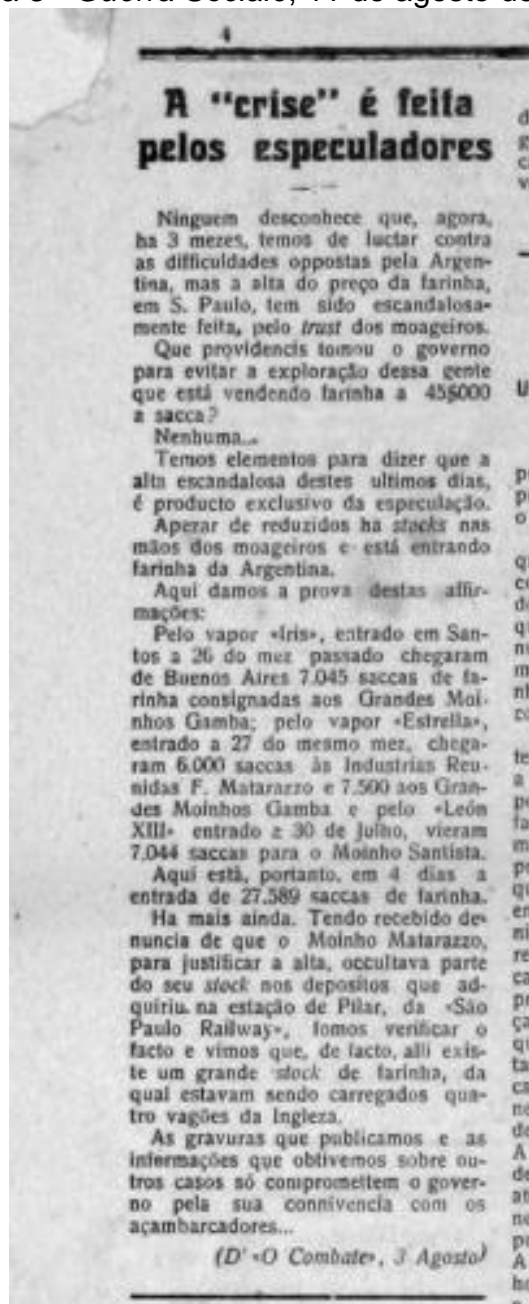 Guerra Sociale, 11 de agosto de
4
A "crise" é feita
pelos especuladores
Ninguem desconhece que, agora,
ha 3 mezes, temos de luctar contra
as difficuldades oppostas pela Argen-
tina, mas a alta do preço da farinha,
em S. Paulo, tem sido escandalosa-
mente feita, pelo trust dos moageiros.
Que providencis tomou o governo
para evitar a exploração dessa gente
que está vendendo farinha a 45$000
a sacca?
Nenhuma...
Temos elementos para dizer que a
alta escandalosa destes ultimos dias,
é producto exclusivo da especulação.
Apezar de reduzidos ha stocks nas
mãos dos moageiros e está entrando
farinha da Argentina.
Aqui damos a prova destas affir-
mações:
Pelo vapor «Iris», entrado em San-
tos a 26 do mez passado chegaram
de Buenos Aires 7.045 saccas de fa-
rinha consignadas aos Grandes Moi-
nhos Gamba; pelo vapor «Estrella»,
entrado a 27 do mesmo mez, chega-
ram 6.000 saccas às Industrias Reu-
nidas F. Matarazzo e 7.500 aos Gran-
des Moinhos Gamba e pelo «León
XIII» entrado a 30 de Julho, vieram
7.044 saccas para o Moinho Santista.
Aqui está, portanto, em 4 dias a
entrada de 27.589 saccas de farinha.
Ha mais ainda. Tendo recebido de-
nuncia de que o Moinho Matarazzo,
para justificar a alta, occultava parte
do seu stock nos depositos que ad-
quiriu na estação de Pilar, da «São
Paulo Railway», fomos verificar o
facto e vimos que, de facto, alli exis-
te um grande stock de farinha, da
qual estavam sendo carregados qua-
tro vagões da Ingleza.
As gravuras que publicamos e as
informações que obtivemos sobre ou-
tros casos só compromettem o gover-
no pela sua connivencia com os
açambarcadores...
(D' «O Combate», 3 Agosto)